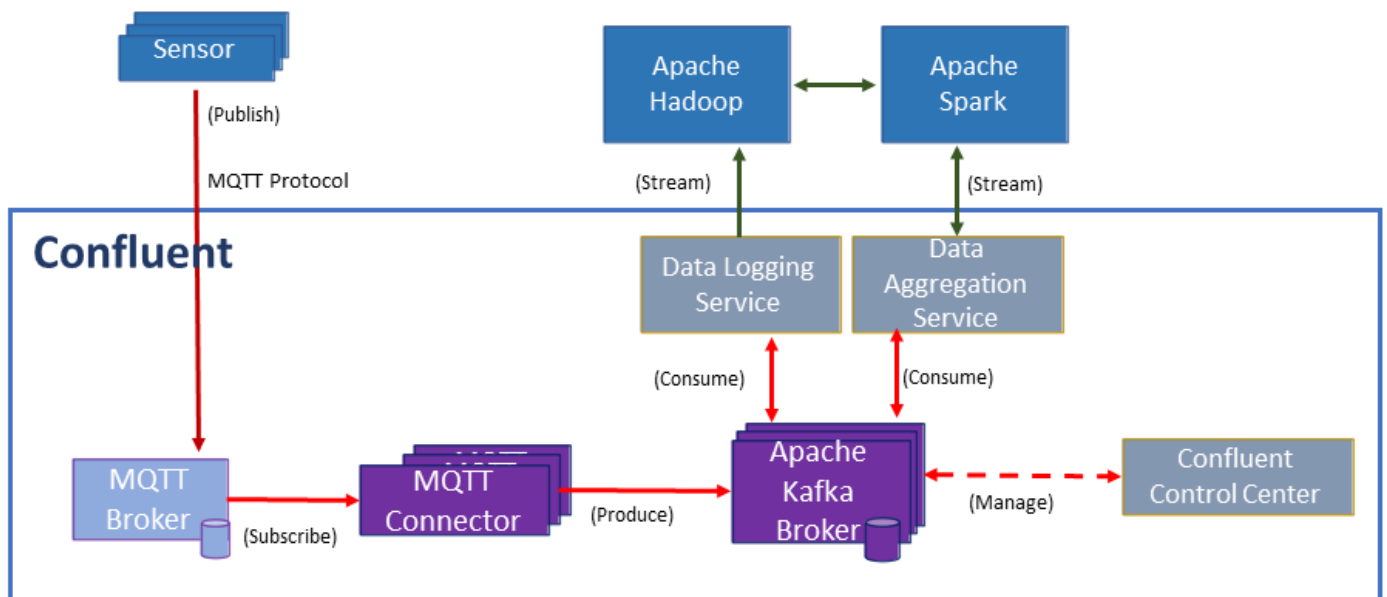 Sensor
(Publish)
MQTT Protocol
Apache
Hadoop
Apache
Spark
(Stream)
(Stream)
Confluent
Data Logging
Service
Data
Aggregation
Service
(Consume)
(Consume)
MQTT
Broker
(Subscribe)
MQTT
Connector
(Produce)
Apache
Kafka
Broker
(Manage)
Confluent
Control Center